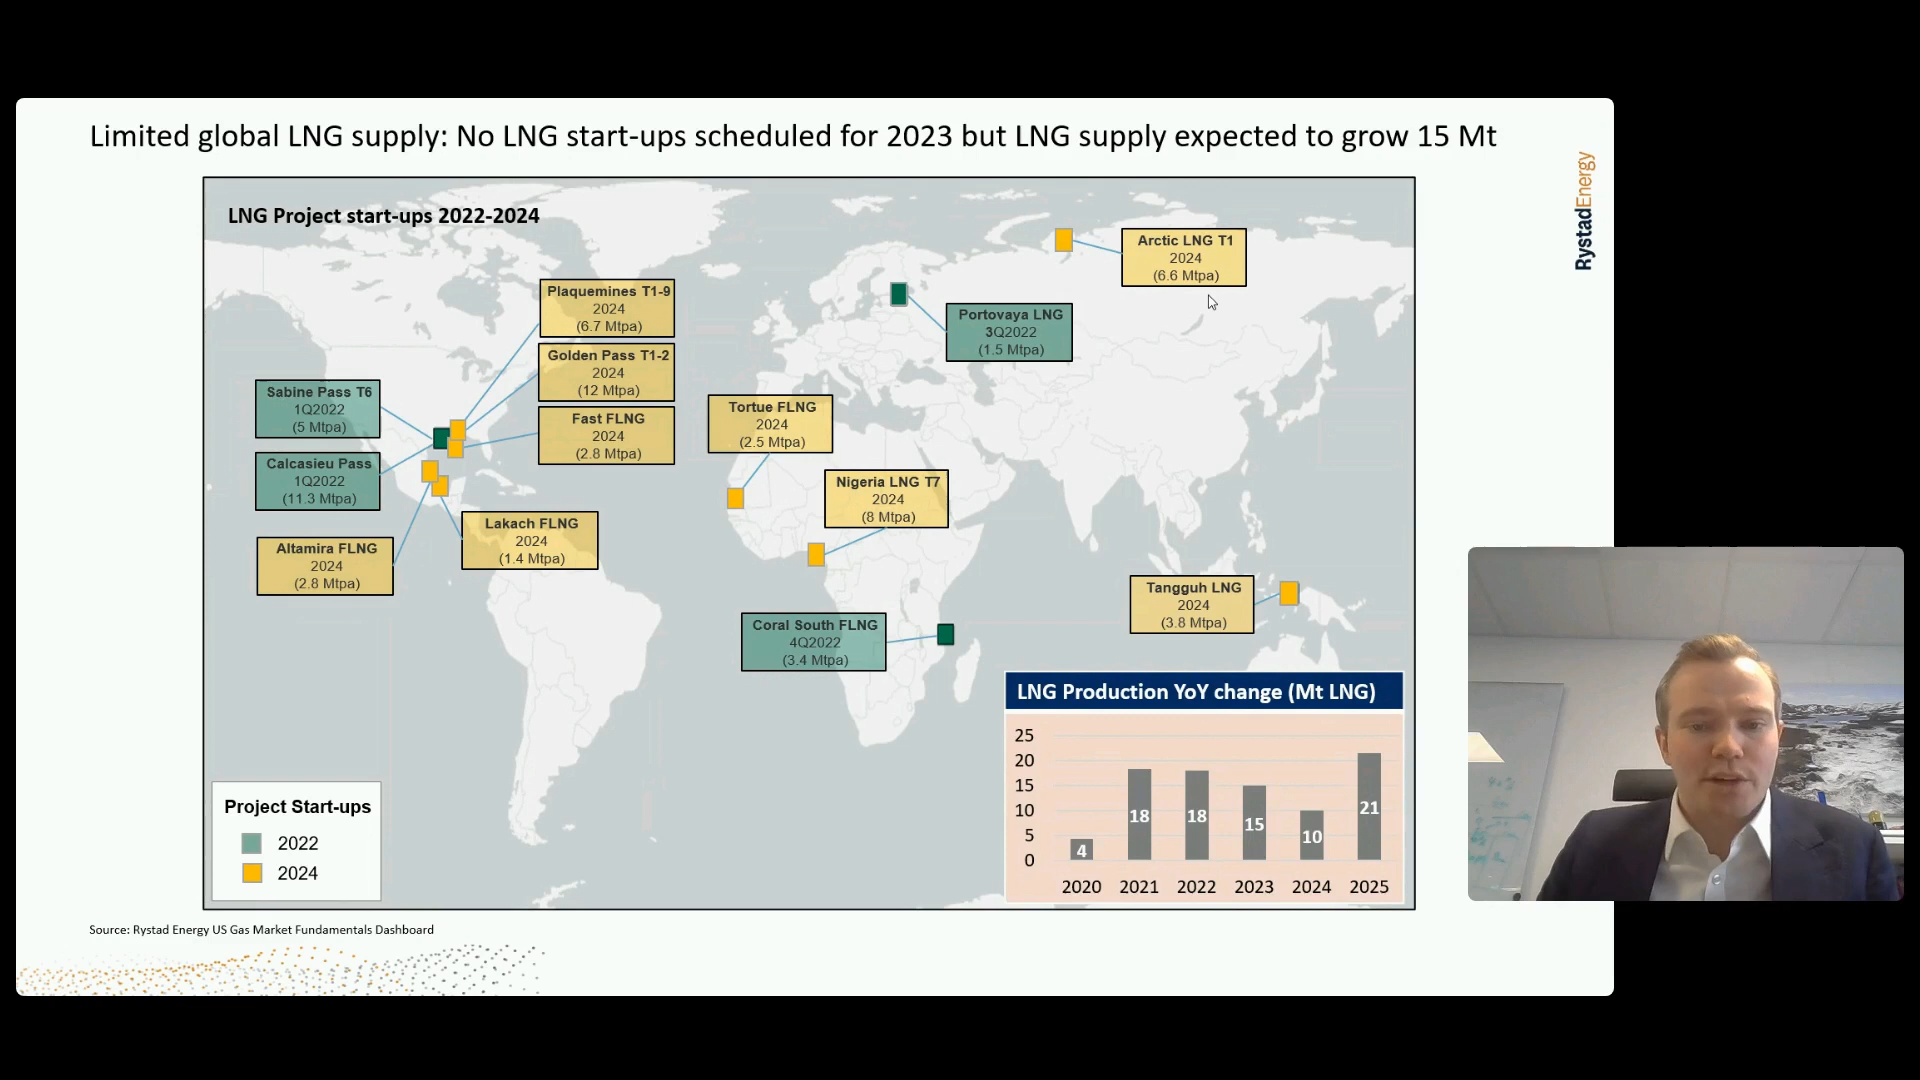 Limited global LNG supply: No LNG start-ups scheduled for 2023 but LNG supply expected to grow 15 Mt
RystadEnergy
LNG Project start-ups 2022-2024
Arctic LNG T1
2024
(6.6 Mtpa)
Plaquemines T1-9
2024
(6.7 Mtpa)
Portovaya LNG
3Q2022
(1.5 Mtpa)
Golden Pass T1-2
2024
(12 Mtpa)
Sabine Pass T6
1Q2022
(5 Mtpa)
Fast FLNG
2024
(2.8 Mtpa)
Tortue FLNG
2024
(2.5 Mtpa)
Calcasieu Pass
1Q2022
(11.3 Mtpa)
Nigeria LNG T7
2024
(8 Mtpa)
Lakach FLNG
2024
(1.4 Mtpa)
Altamira FLNG
2024
(2.8 Mtpa)
Tangguh LNG
2024
(3.8 Mtpa)
Coral South FLNG
4Q2022
(3.4 Mtpa)
LNG Production YoY change (Mt LNG)
25
20
15
10
5
0
4
18
18
15
10
21
2020 2021 2022 2023 2024 2025
Project Start-ups
2022
2024
Source: Rystad Energy US Gas Market Fundamentals Dashboard